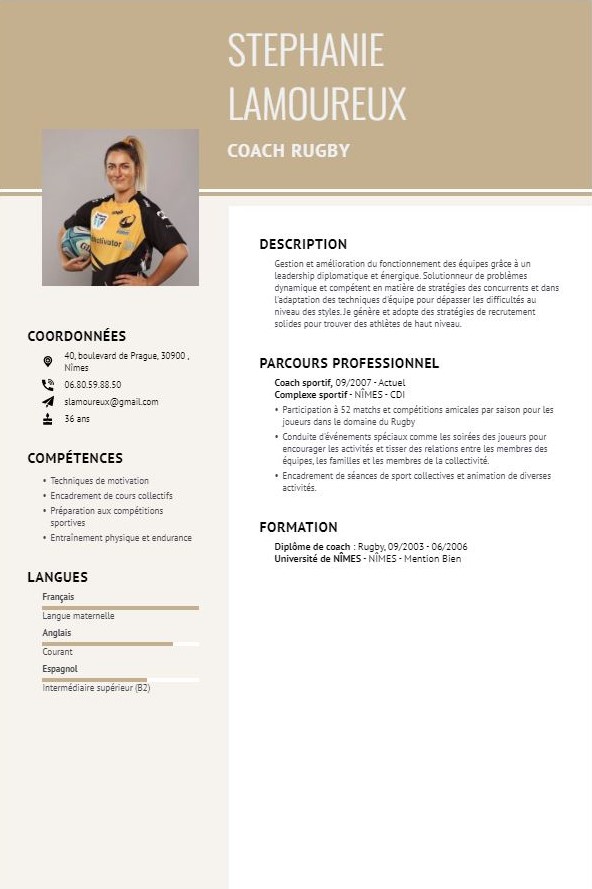 STEPHANIE
LAMOUREUX
COACH RUGBY
COORDONNÉES
40, boulevard de Prague, 30900 ,
Nîmes
06.80.59.88.50
slamoureux@gmail.com
36 ans
COMPÉTENCES
• Techniques de motivation
• Encadrement de cours collectifs
• Préparation aux compétitions
sportives
• Entraînement physique et endurance
LANGUES
Français
Langue maternelle
Anglais
Courant
Espagnol
Intermédiaire supérieur (B2)
DESCRIPTION
Gestion et amélioration du fonctionnement des équipes grâce à un
leadership diplomatique et énergique. Solutionneur de problèmes
dynamique et compétent en matière de stratégies des concurrents et dans
l'adaptation des techniques d'équipe pour dépasser les difficultés au
niveau des styles. Je génère et adopte des stratégies de recrutement
solides pour trouver des athlètes de haut niveau.
PARCOURS PROFESSIONNEL
Coach sportif, 09/2007 - Actuel
Complexe sportif - NÎMES - CDI
• Participation à 52 matchs et compétitions amicales par saison pour les
joueurs dans le domaine du Rugby
• Conduite d'événements spéciaux comme les soirées des joueurs pour
encourager les activités et tisser des relations entre les membres des
équipes, les familles et les membres de la collectivité.
• Encadrement de séances de sport collectives et animation de diverses
activités.
FORMATION
Diplôme de coach : Rugby, 09/2003 - 06/2006
Université de NÎMES - NÎMES - Mention Bien